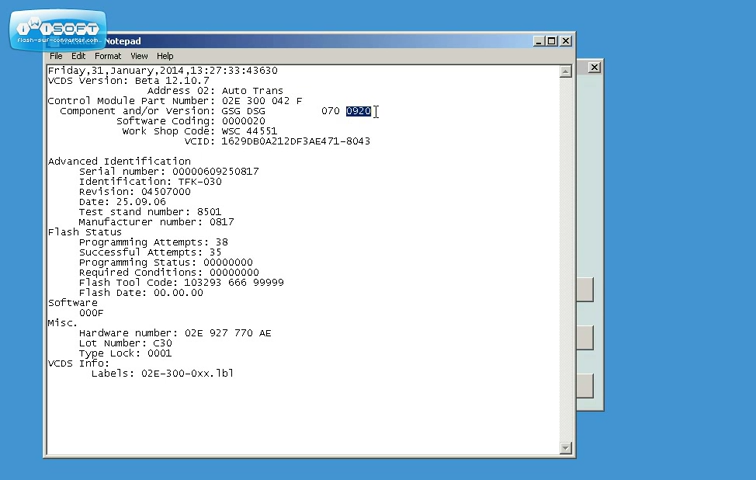 iWiSOFT
flash-swf-converter.com
Notepad
File Edit Format View Help
Friday,31,January,2014,13:27:33:43630
VCDS Version: Beta 12.10.7
Address 02: Auto Trans
Control Module Part Number: 02E 300 042 F
Component and/or Version: GSG DSG 070 0920
Software Coding: 0000020
Work Shop Code: WSC 44551
VCID: 1629DB0A212DF3AE471-8043
Advanced Identification
Serial number: 00000609250817
Identification: TFK-030
Revision: 04507000
Date: 25.09.06
Test stand number: 8501
Manufacturer number: 0817
Flash Status
Programming Attempts: 38
Successful Attempts: 35
Programming Status: 00000000
Required Conditions: 00000000
Flash Tool Code: 103293 666 99999
Flash Date: 00.00.00
Software
000F
Misc.
Hardware number: 02E 927 770 AE
Lot Number: C30
Type Lock: 0001
VCDS Info:
Labels: 02E-300-0xx.lbl